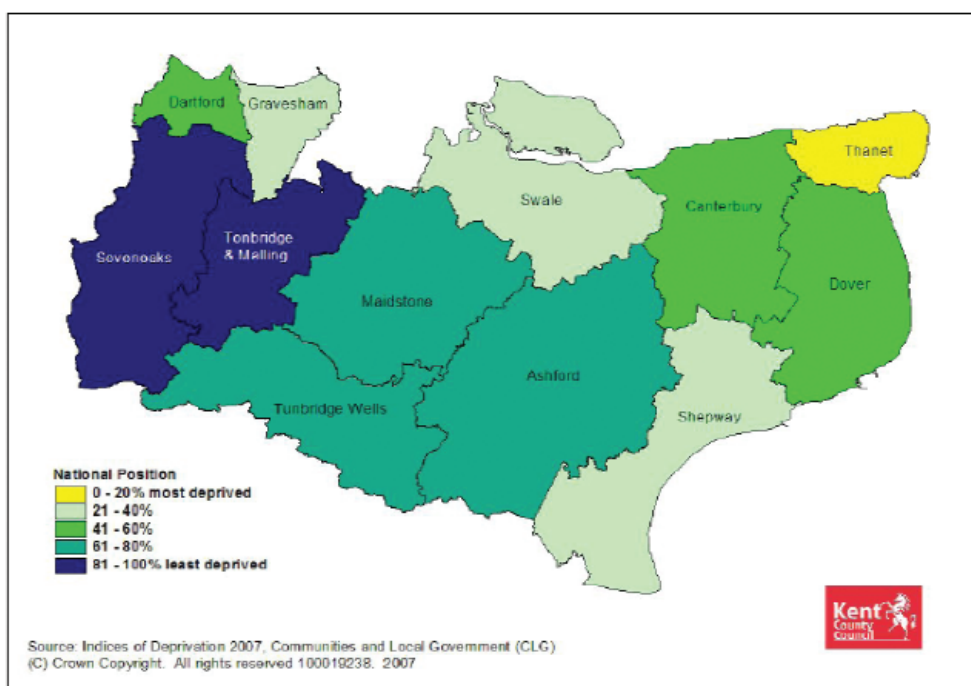 Dartford
Gravesham
Thanet
Swale
Canterbury
Sovonoaks
Tonbridge
& Malling
Dover
Maidstone
Ashford
Tunbridge Wells
Shepway
National Position
0 - 20% most deprived
21 - 40%
41 - 60%
61 - 80%
81 - 100% least deprived
Kent
County
Council
Source: Indices of Deprivation 2007, Communities and Local Government (CLG)
(C) Crown Copyright. All rights reserved 100019238. 2007